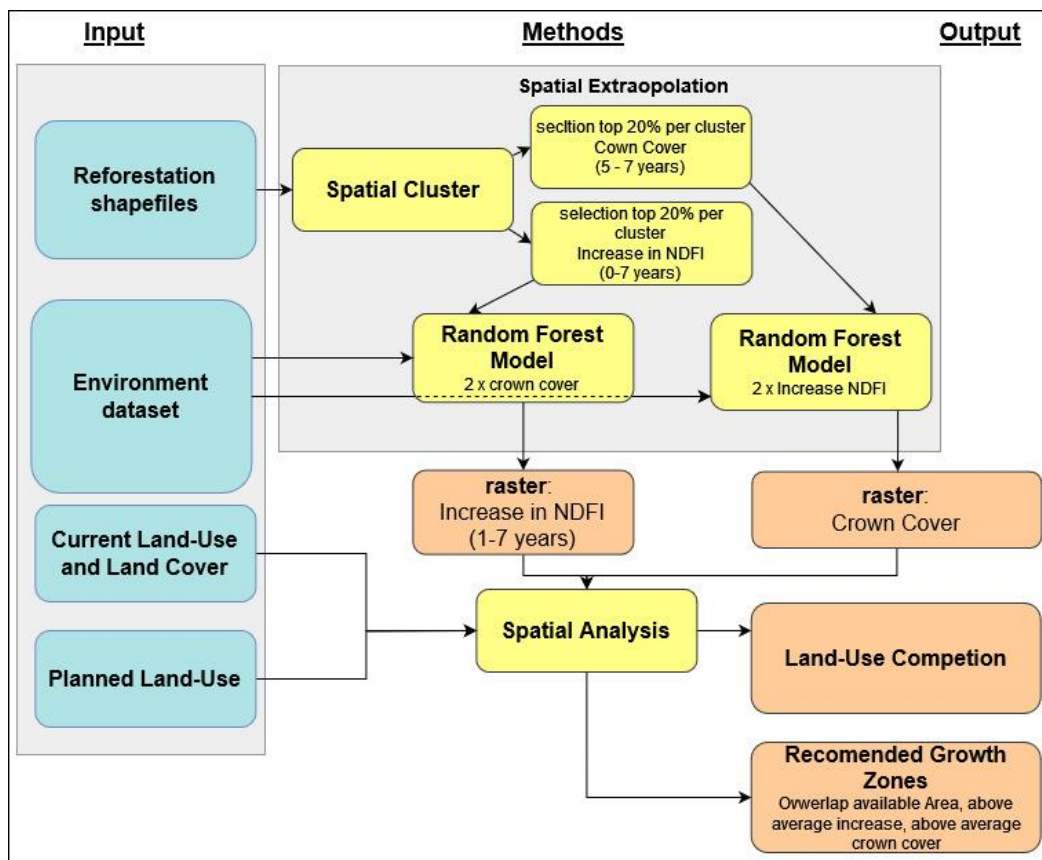 Input
Methods
Output
Spatial Extraopolation
Reforestation
shapefiles
Spatial Cluster
secltion top 20% per cluster
Cown Cover
(5 - 7 years)
selection top 20% per
cluster
Increase in NDFI
(0-7 years)
Environment
dataset
Random Forest
Model
2 x crown cover
Random Forest
Model
2 x Increase NDFI
raster:
Increase in NDFI
(1-7 years)
raster:
Crown Cover
Current Land-Use
and Land Cover
Planned Land-Use
Spatial Analysis
Land-Use Competion
Recomended Growth
Zones
Ovwerlap available Area, above
average increase, above average
crown cover